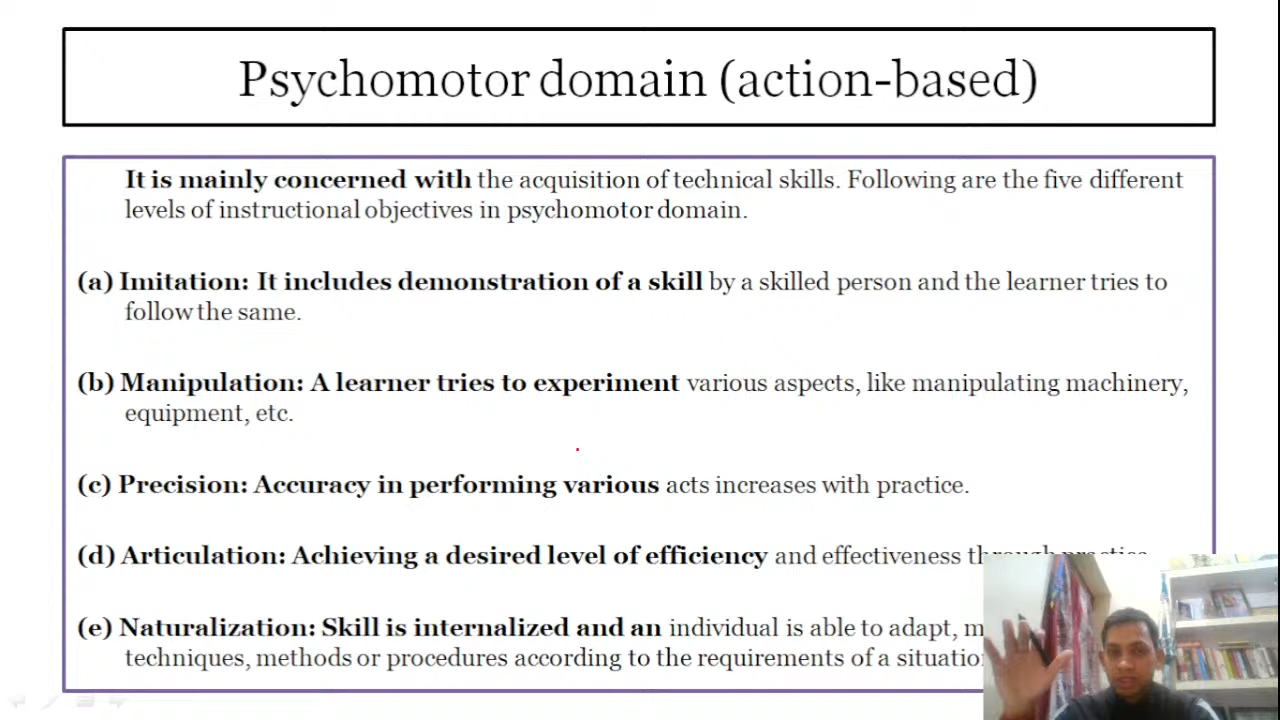 Psychomotor domain (action-based)
It is mainly concerned with the acquisition of technical skills. Following are the five different
levels of instructional objectives in psychomotor domain.
(a) Imitation: It includes demonstration of a skill by a skilled person and the learner tries to
follow the same.
(b) Manipulation: A learner tries to experiment various aspects, like manipulating machinery,
equipment, etc.
(c) Precision: Accuracy in performing various acts increases with practice.
(d) Articulation: Achieving a desired level of efficiency and effectiveness through practice.
(e) Naturalization: Skill is internalized and an individual is able to adapt,
techniques, methods or procedures according to the requirements of a